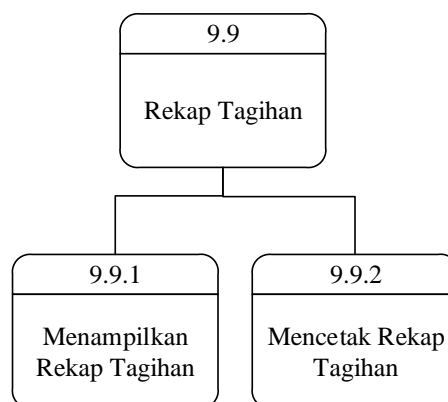 9.9
Rekap Tagihan
9.9.1
Menampilkan
Rekap Tagihan
9.9.2
Mencetak Rekap
Tagihan